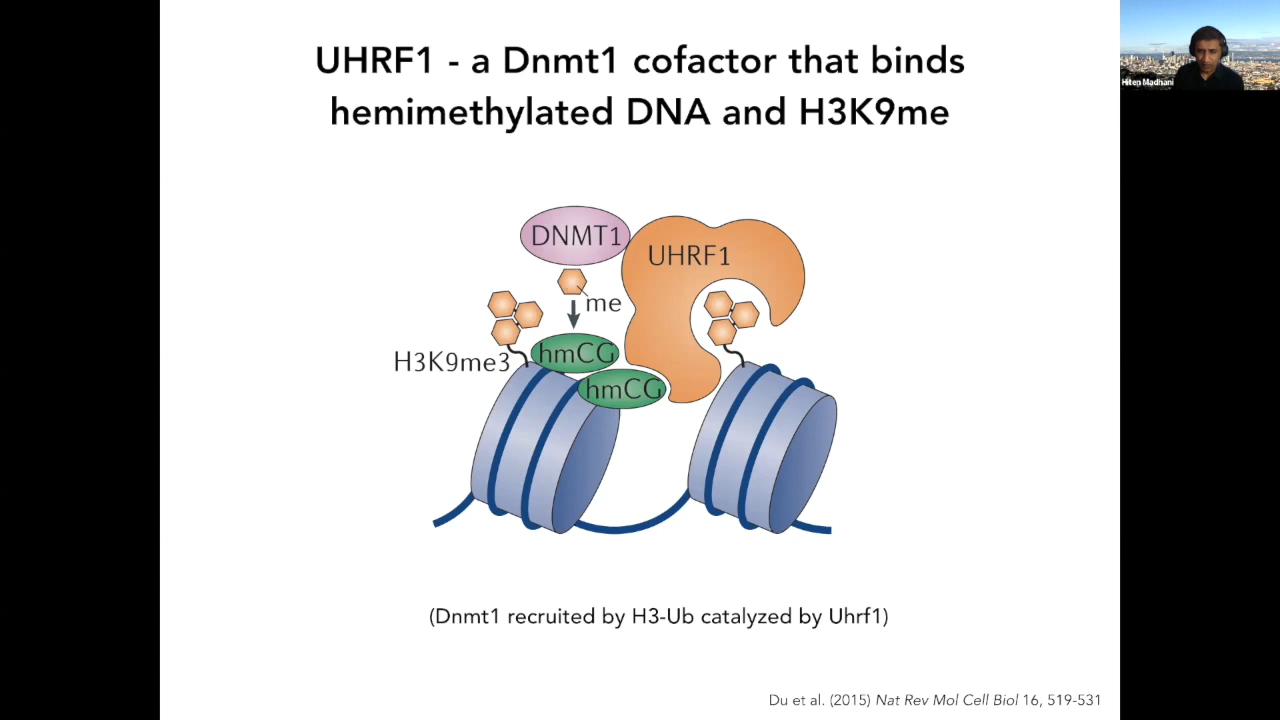 UHRF1 - a Dnmt1 cofactor that binds
hemimethylated DNA and H3K9me
Hiten Madhani
DNMT1
UHRF1
me
H3K9me3
hmCG
hmCG
(Dnmt1 recruited by H3-Ub catalyzed by Uhrf1)
Du et al. (2015) Nat Rev Mol Cell Biol 16, 519-531